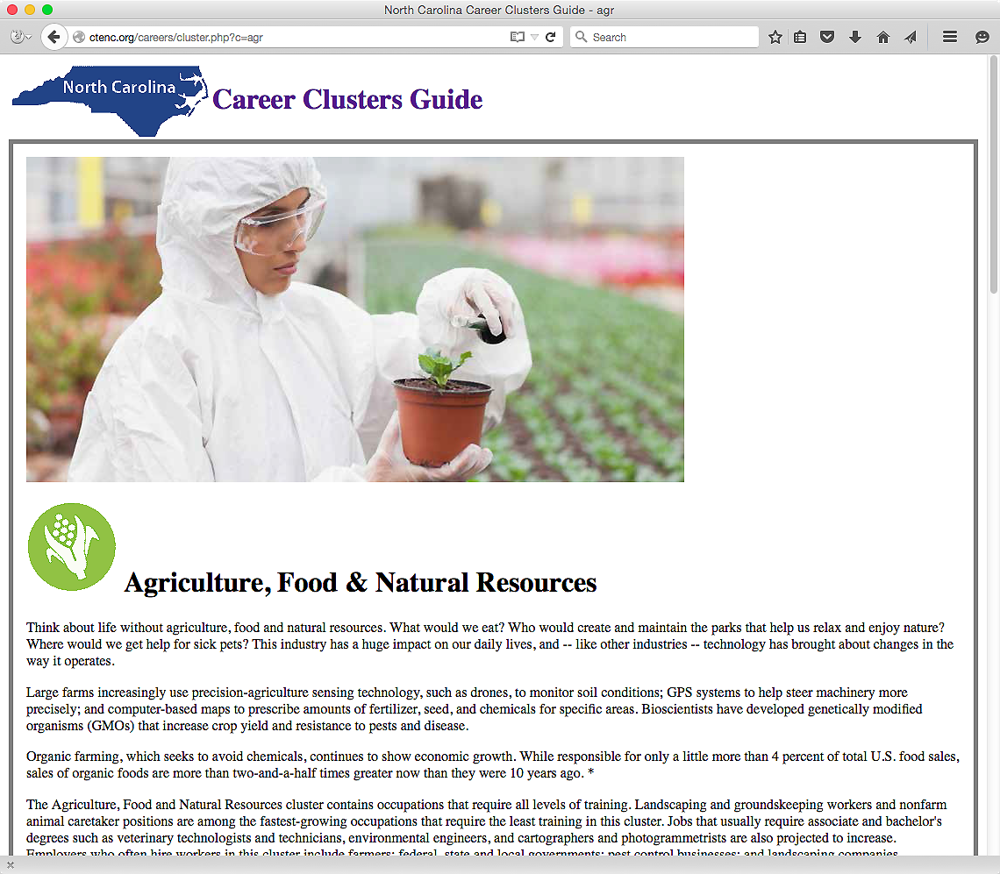 North Carolina Career Clusters Guide - agr
ctenc.org/careers/cluster.php?c=agr
Search
North Carolina
Career Clusters Guide
Agriculture, Food & Natural Resources
Think about life without agriculture, food and natural resources. What would we eat? Who would create and maintain the parks that help us relax and enjoy nature?
Where would we get help for sick pets? This industry has a huge impact on our daily lives, and -- like other industries -- technology has brought about changes in the
way it operates.
Large farms increasingly use precision-agriculture sensing technology, such as drones, to monitor soil conditions; GPS systems to help steer machinery more
precisely; and computer-based maps to prescribe amounts of fertilizer, seed, and chemicals for specific areas. Bioscientists have developed genetically modified
organisms (GMOs) that increase crop yield and resistance to pests and disease.
Organic farming, which seeks to avoid chemicals, continues to show economic growth. While responsible for only a little more than 4 percent of total U.S. food sales,
sales of organic foods are more than two-and-a-half times greater now than they were 10 years ago. *
The Agriculture, Food and Natural Resources cluster contains occupations that require all levels of training. Landscaping and groundskeeping workers and nonfarm
animal caretaker positions are among the fastest-growing occupations that require the least training in this cluster. Jobs that usually require associate and bachelor's
degrees such as veterinary technologists and technicians, environmental engineers, and cartographers and photogrammetrists are also projected to increase.
Employers who often hire workers in this cluster include farmers; federal, state and local governments; pest control businesses; and landscaping companies.